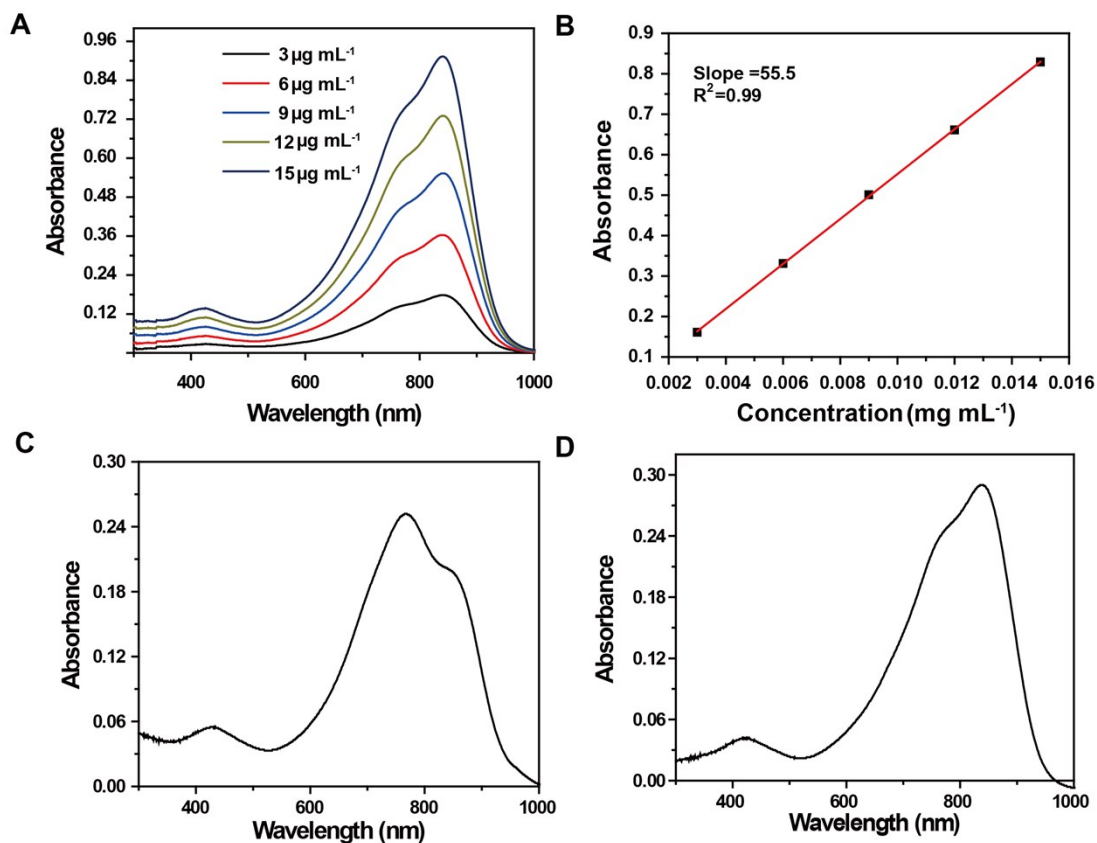 A
0.96
0.84
0.72
0.60
0.48
0.36
0.24
0.12
Absorbance
3 µg mL-1
6 µg mL-1
9 µg mL-1
12 µg mL-1
15 µg mL-1
400
600
800
1000
Wavelength (nm)
B
0.9
0.8
0.7
0.6
0.5
0.4
0.3
0.2
0.1
Absorbance
Slope =55.5
R2=0.99
0.002 0.004 0.006 0.008 0.010 0.012 0.014 0.016
Concentration (mg mL-1)
C
0.30
0.24
0.18
0.12
0.06
0.00
Absorbance
400
600
800
1000
Wavelength (nm)
D
0.30
0.24
0.18
0.12
0.06
0.00
Absorbance
400
600
800
1000
Wavelength (nm)